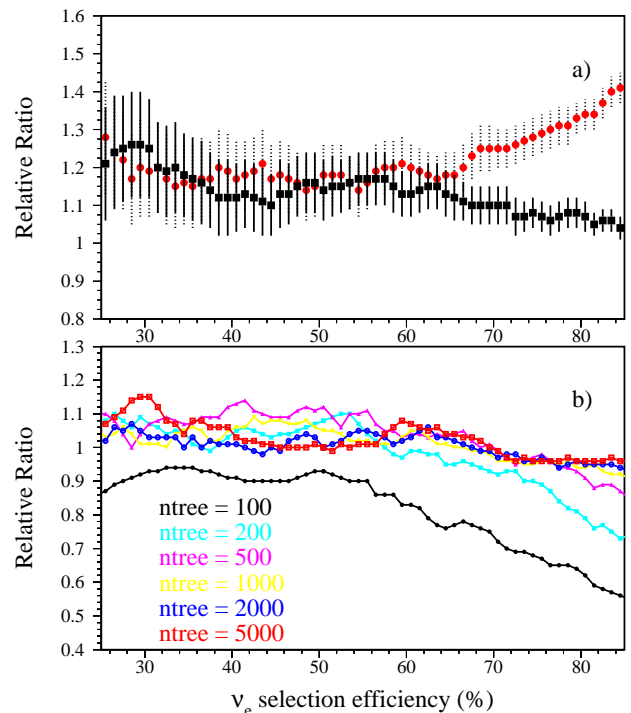 a)
Relative Ratio
1.6
1.5
1.4
1.3
1.2
1.1
1
0.9
0.8
30 40 50 60 70 80
b)
Relative Ratio
1.3
1.2
1.1
1
0.9
0.8
0.7
0.6
0.5
0.4
ntree = 100
ntree = 200
ntree = 500
ntree = 1000
ntree = 2000
ntree = 5000
30 40 50 60 70 80
νe selection efficiency (%)